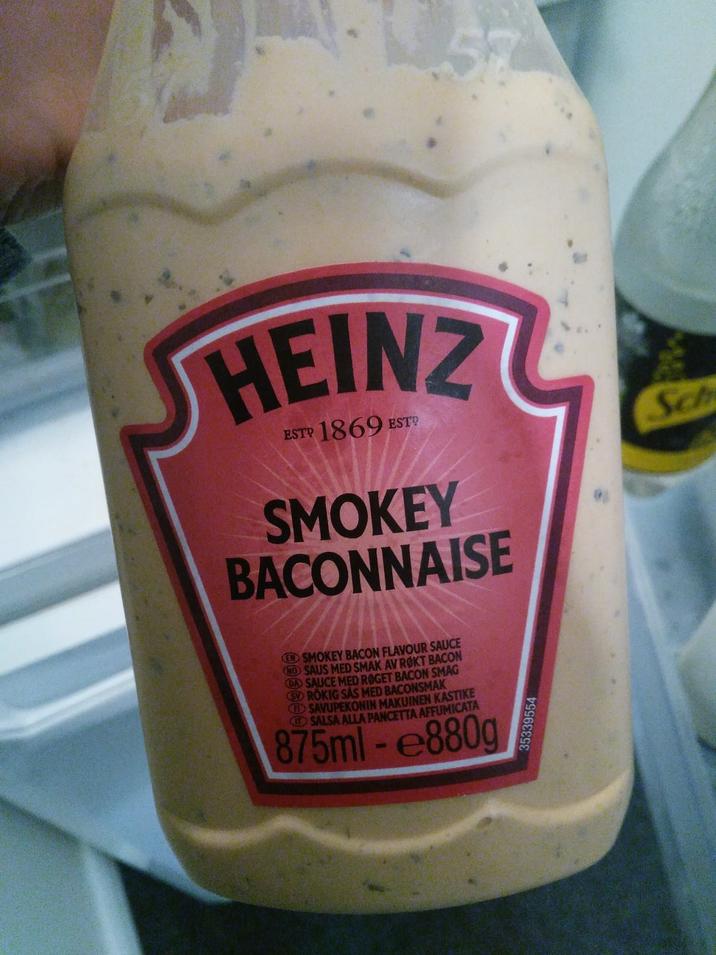 57
HEINZ
ESTD 1869 ESTD
SMOKEY
BACONNAISE
EN SMOKEY BACON FLAVOUR SAUCE
NO SAUS MED SMAK AV RØKT BACON
DA SAUCE MED RØGET BACON SMAG
SV RÖKIG SÅS MED BACONSMAK
FI SAVUPEKONIN MAKUINEN KASTIKE
IT SALSA ALLA PANCETTA AFFUMICATA
875ml - e880g
35339554
Sch